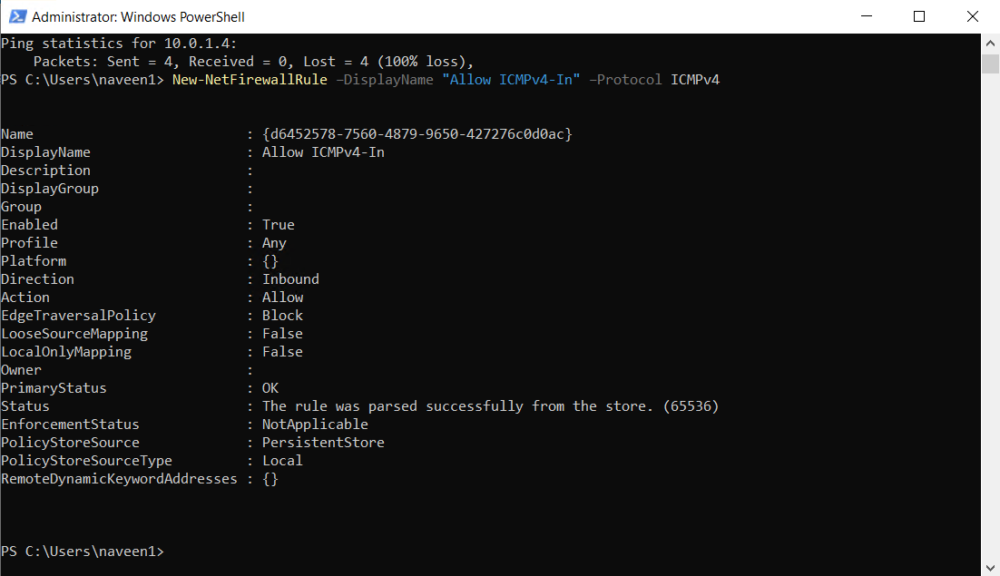 Administrator: Windows PowerShell
Ping statistics for 10.0.1.4:
    Packets: Sent = 4, Received = 0, Lost = 4 (100% loss),
PS C:\Users\naveen1> New-NetFirewallRule –DisplayName "Allow ICMPv4-In" –Protocol ICMPv4
Name                          : {d6452578-7560-4879-9650-427276c0d0ac}
DisplayName                   : Allow ICMPv4-In
Description                   :
DisplayGroup                  :
Group                         :
Enabled                       : True
Profile                       : Any
Platform                      : {}
Direction                     : Inbound
Action                        : Allow
EdgeTraversalPolicy           : Block
LooseSourceMapping            : False
LocalOnlyMapping              : False
Owner                         :
PrimaryStatus                 : OK
Status                        : The rule was parsed successfully from the store. (65536)
EnforcementStatus             : NotApplicable
PolicyStoreSource             : PersistentStore
PolicyStoreSourceType         : Local
RemoteDynamicKeywordAddresses : {}
PS C:\Users\naveen1>